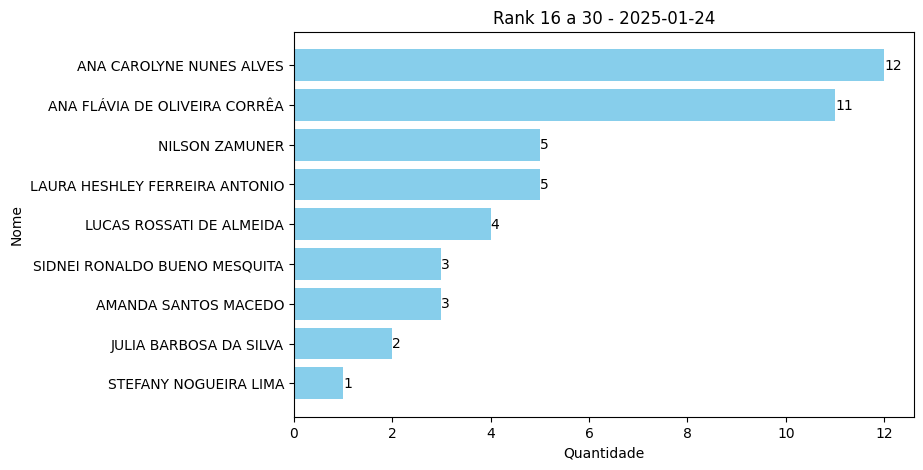 Rank 16 a 30 - 2025-01-24
Nome
ANA CAROLYNE NUNES ALVES 12
ANA FLÁVIA DE OLIVEIRA CORRÊA 11
NILSON ZAMUNER 5
LAURA HESHLEY FERREIRA ANTONIO 5
LUCAS ROSSATI DE ALMEIDA 4
SIDNEI RONALDO BUENO MESQUITA 3
AMANDA SANTOS MACEDO 3
JULIA BARBOSA DA SILVA 2
STEFANY NOGUEIRA LIMA 1
0 2 4 6 8 10 12
Quantidade